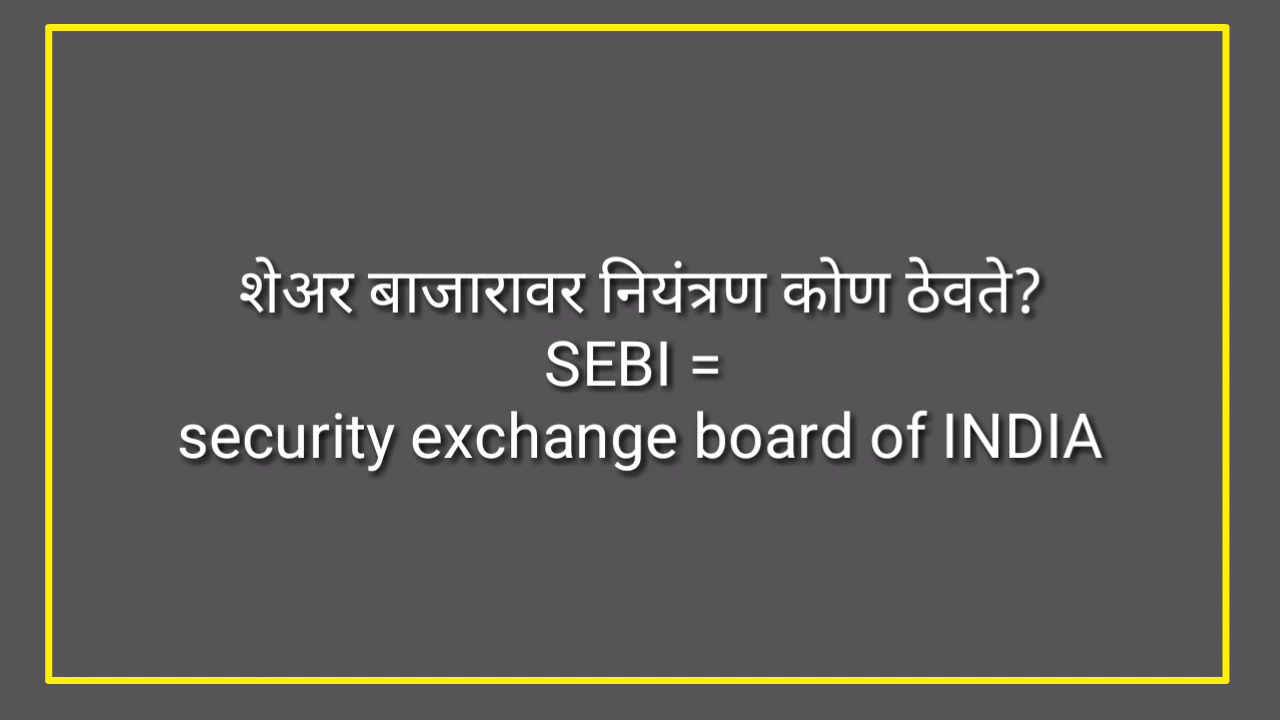 शेअर बाजारावर नियंत्रण कोण ठेवते?
SEBI =
security exchange board of INDIA